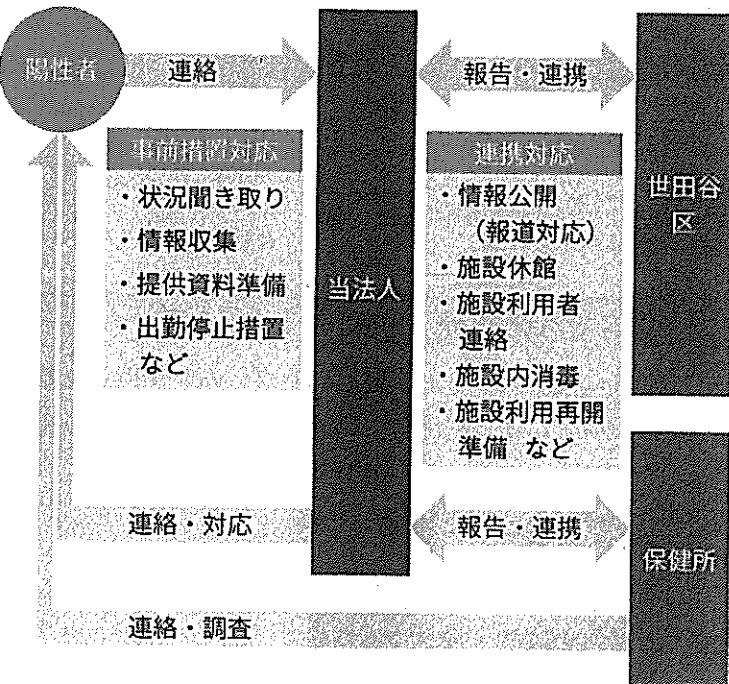 陽性者
連絡
報告・連携
事前措置対応
・状況聞き取り
・情報収集
・提供資料準備
・出勤停止措置
など
当法人
連携対応
・情報公開
(報道対応)
・施設休館
・施設利用者
連絡
・施設内消毒
・施設利用再開
準備 など
世田谷
区
連絡・対応
報告・連携
保健所
連絡・調査